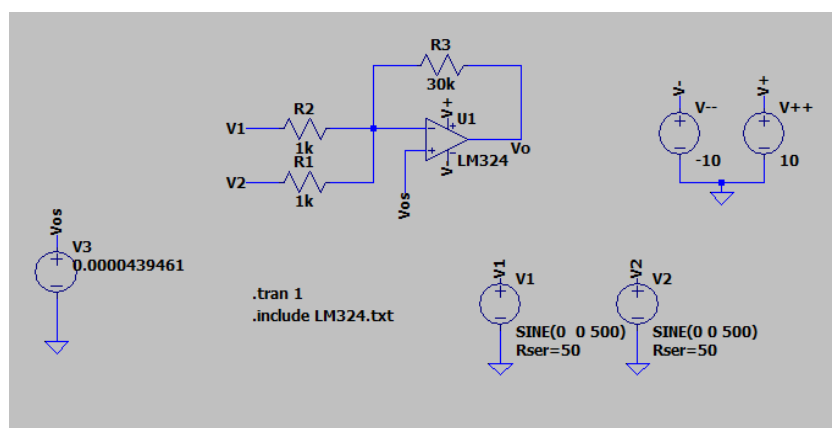 R3
30k
V+
U1
R2
V1
1k
R1
V2
1k
LM324
V-
Vo
Vos
V-
V+
V--
V++
-10
10
Vos
V3
0.0000439461
.tran 1
.include LM324.txt
V1
V1
SINE(0 0 500)
Rser=50
V2
V2
SINE(0 0 500)
Rser=50